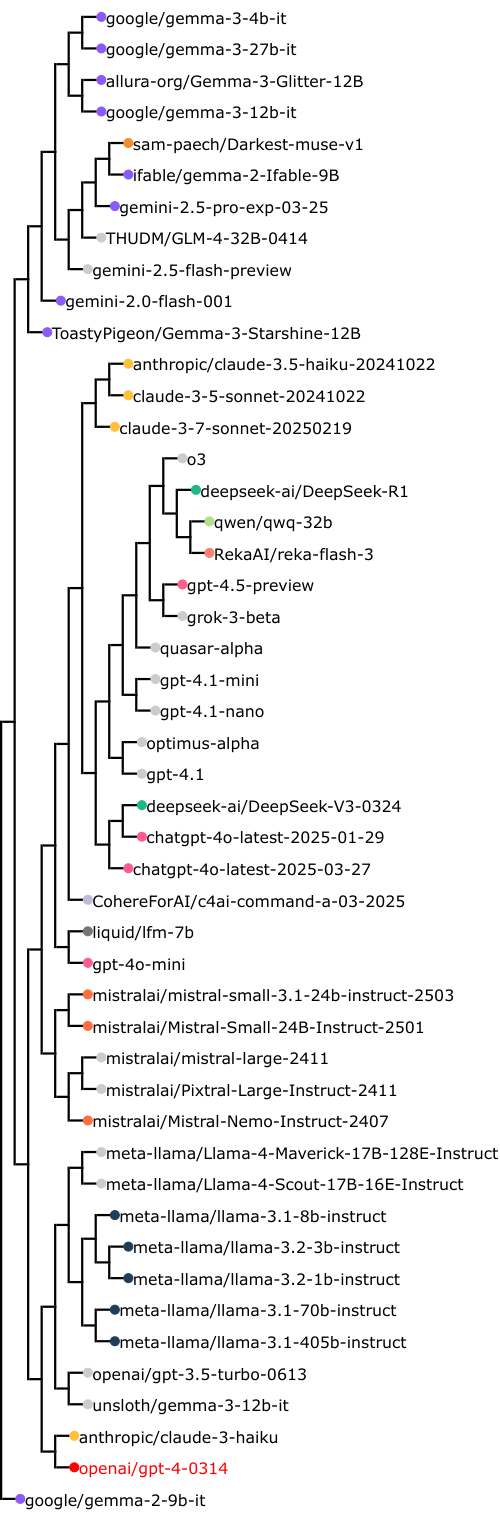 google/gemma-3-4b-it
google/gemma-3-27b-it
allura-org/Gemma-3-Glitter-12B
google/gemma-3-12b-it
sam-paech/Darkest-muse-v1
ifable/gemma-2-Ifable-9B
gemini-2.5-pro-exp-03-25
THUDM/GLM-4-32B-0414
gemini-2.5-flash-preview
gemini-2.0-flash-001
ToastyPigeon/Gemma-3-Starshine-12B
anthropic/claude-3.5-haiku-20241022
claude-3-5-sonnet-20241022
claude-3-7-sonnet-20250219
o3
deepseek-ai/DeepSeek-R1
qwen/qwq-32b
RekaAI/reka-flash-3
gpt-4.5-preview
grok-3-beta
quasar-alpha
gpt-4.1-mini
gpt-4.1-nano
optimus-alpha
gpt-4.1
deepseek-ai/DeepSeek-V3-0324
chatgpt-4o-latest-2025-01-29
chatgpt-4o-latest-2025-03-27
CohereForAI/c4ai-command-a-03-2025
liquid/lfm-7b
gpt-4o-mini
mistralai/mistral-small-3.1-24b-instruct-2503
mistralai/Mistral-Small-24B-Instruct-2501
mistralai/mistral-large-2411
mistralai/Pixtral-Large-Instruct-2411
mistralai/Mistral-Nemo-Instruct-2407
meta-llama/Llama-4-Maverick-17B-128E-Instruct
meta-llama/Llama-4-Scout-17B-16E-Instruct
meta-llama/llama-3.1-8b-instruct
meta-llama/llama-3.2-3b-instruct
meta-llama/llama-3.2-1b-instruct
meta-llama/llama-3.1-70b-instruct
meta-llama/llama-3.1-405b-instruct
openai/gpt-3.5-turbo-0613
unsloth/gemma-3-12b-it
anthropic/claude-3-haiku
openai/gpt-4-0314
google/gemma-2-9b-it